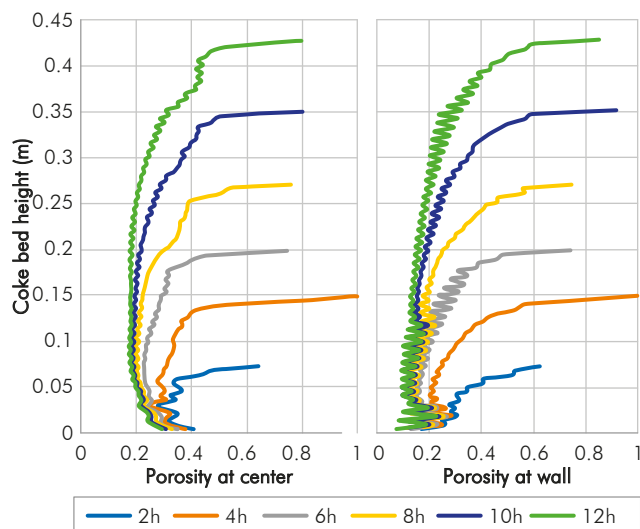 0.45
0.4
0.35
0.3
0.25
0.2
0.15
0.1
0.05
0
Coke bed height (m)
0 0.2 0.4 0.6 0.8 1
Porosity at center
0 0.2 0.4 0.6 0.8 1
Porosity at wall
2h 4h 6h 8h 10h 12h